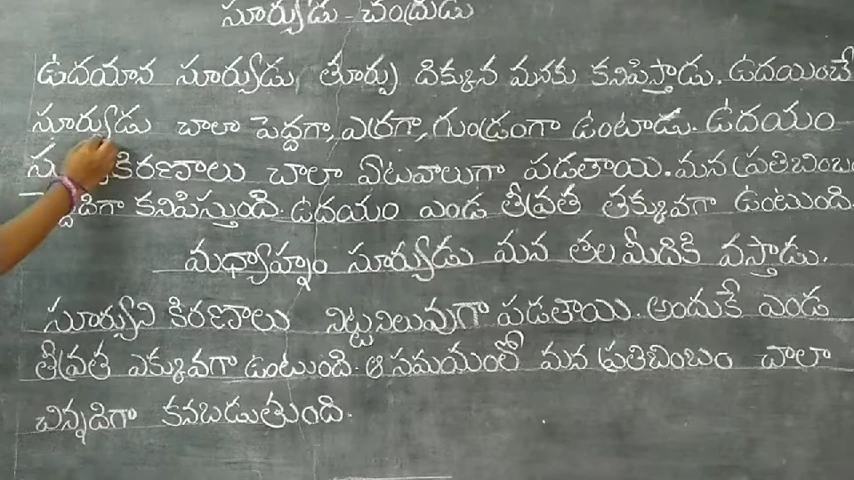 సూర్యుడు - చంద్రుడు
ఉదయాన సూర్యుడు తూర్పు దిక్కున మనకు కనిపిస్తాడు. ఉదయించే
సూర్యుడు చాలా పెద్దగా, ఎర్రగా, గుండ్రంగా ఉంటాడు. ఉదయం
కిరణాలు చాలా ఏటవాలుగా పడతాయి. మన ప్రతిబింబం
కనిపిస్తుంది. ఉదయం ఎండ తీవ్రత తక్కువగా ఉంటుంది.
మధ్యాహ్నం సూర్యుడు మన తల మీదికి వస్తాడు.
సూర్యుని కిరణాలు నిట్టనిలువుగా పడతాయి. అందుకే ఎండ
తీవ్రత ఎక్కువగా ఉంటుంది. ఆ సమయంలో మన ప్రతిబింబం చాలా
చిన్నదిగా కనబడుతుంది.